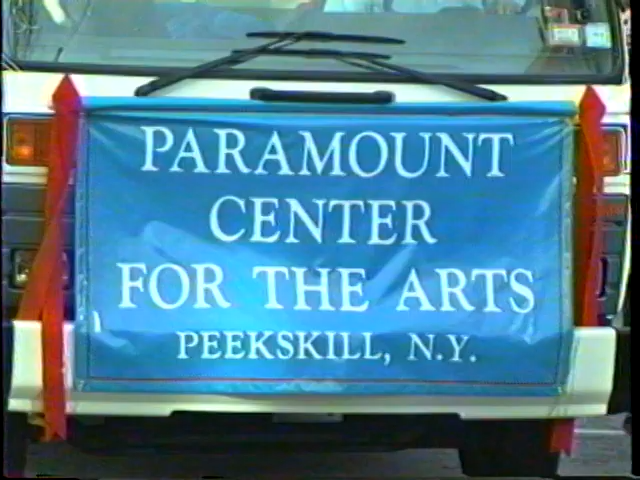 PARAMOUNT
CENTER
FOR THE ARTS
PEEKSKILL, N.Y.